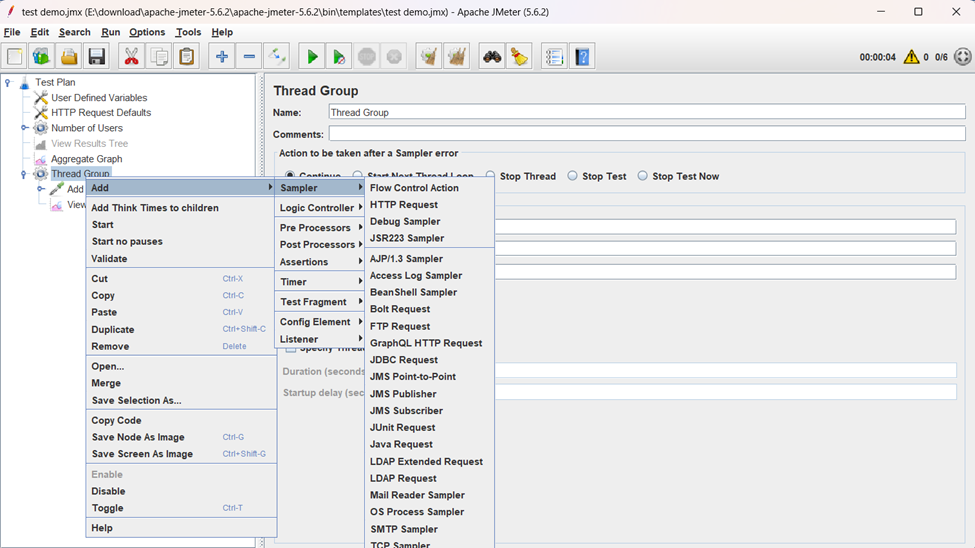 test demo.jmx (E:\download\apache-jmeter-5.6.2\apache-jmeter-5.6.2\bin\templates\test demo.jmx) - Apache JMeter (5.6.2)
File Edit Search Run Options Tools Help
00:00:04 0 0/6
Test Plan
User Defined Variables
HTTP Request Defaults
Number of Users
View Results Tree
Aggregate Graph
Thread Group
Add
View
Add
Add Think Times to children
Start
Start no pauses
Validate
Cut Ctrl-X
Copy Ctrl-C
Paste Ctrl-V
Duplicate Ctrl+Shift-C
Remove Delete
Open...
Merge
Save Selection As...
Copy Code
Save Node As Image Ctrl-G
Save Screen As Image Ctrl+Shift-G
Enable
Disable
Toggle Ctrl-T
Help
Sampler
Logic Controller
Pre Processors
Post Processors
Assertions
Timer
Test Fragment
Config Element
Listener
Flow Control Action
HTTP Request
Debug Sampler
JSR223 Sampler
AJP/1.3 Sampler
Access Log Sampler
BeanShell Sampler
Bolt Request
FTP Request
GraphQL HTTP Request
JDBC Request
JMS Point-to-Point
JMS Publisher
JMS Subscriber
JUnit Request
Java Request
LDAP Extended Request
LDAP Request
Mail Reader Sampler
OS Process Sampler
SMTP Sampler
TCP Sampler
Thread Group
Name: Thread Group
Comments:
Action to be taken after a Sampler error
Continue Start Next Thread Loop Stop Thread Stop Test Stop Test Now
Specify Threa
Duration (seconds
Startup delay (sec